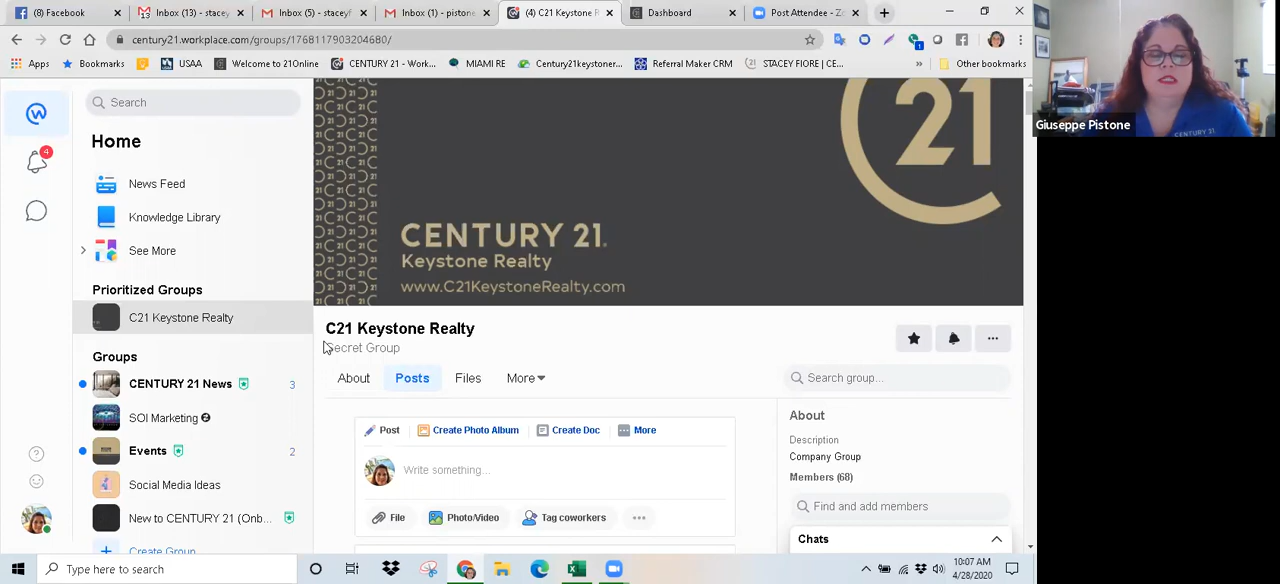 (8) Facebook
13
Inbox (13) - stacey
Inbox (5) - staceyf
Inbox (1) - pistone
(4) C21 Keystone R
Dashboard
Post Attendee - Z
century21.workplace.com/groups/1768117903204680/
1
Apps
Bookmarks
USAA
Welcome to 21Online
CENTURY 21 - Work...
MIAMI RE
Century21keystoner...
Referral Maker CRM
STACEY FIORE | CE...
»
Other bookmarks
Search
Home
4
News Feed
Knowledge Library
See More
Prioritized Groups
C21 Keystone Realty
Groups
CENTURY 21 News
3
SOI Marketing
Events
2
Social Media Ideas
New to CENTURY 21 (Onb...
Create Group
21
CENTURY 21.
Keystone Realty
www.C21KeystoneRealty.com
C21 Keystone Realty
Secret Group
About
Posts
Files
More
Search group...
Post
Create Photo Album
Create Doc
More
Write something...
File
Photo/Video
Tag coworkers
About
Description
Company Group
Members (68)
Find and add members
Chats
Type here to search
10:07 AM
4/28/2020
Giuseppe Pistone
CENTURY 21